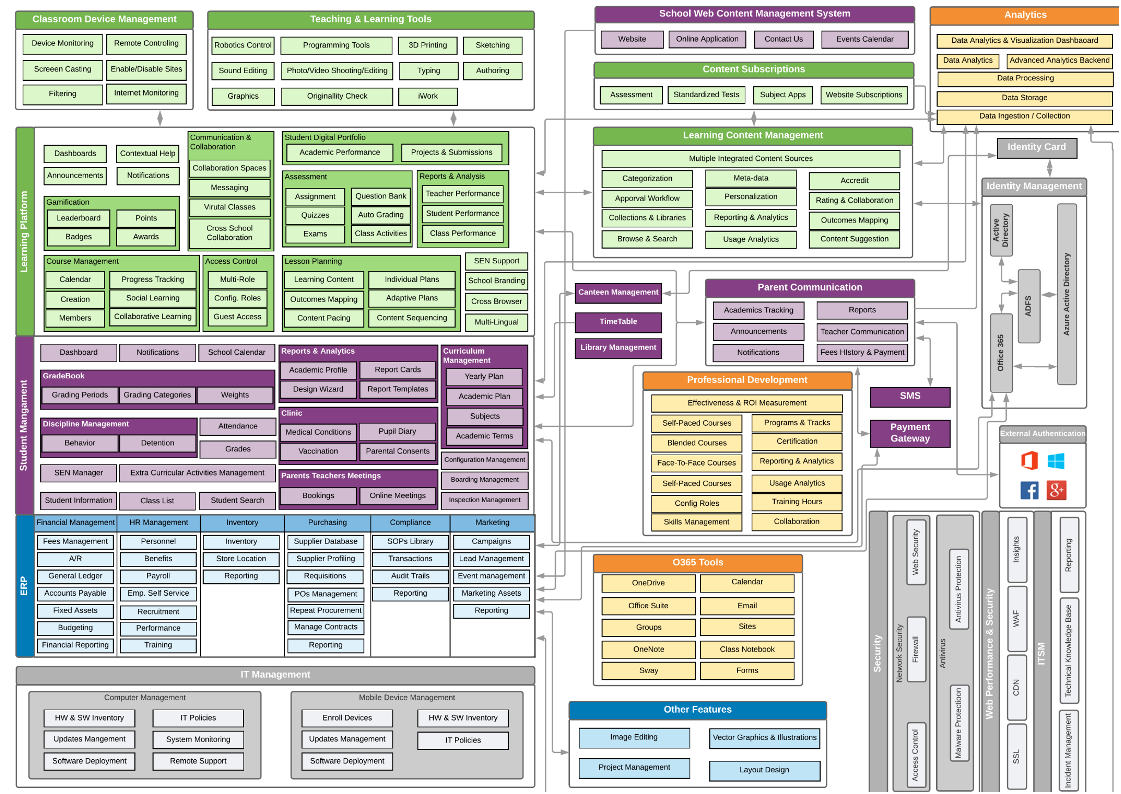 Classroom Device Management
Device Monitoring
Remote Controling
Screeen Casting
Enable/Disable Sites
Filtering
Internet Monitoring
Teaching & Learning Tools
Robotics Control
Programming Tools
3D Printing
Sketching
Sound Editing
Photo/Video Shooting/Editing
Typing
Authoring
Graphics
Originallity Check
iWork
School Web Content Management System
Website
Online Application
Contact Us
Events Calendar
Content Subscriptions
Assessment
Standardized Tests
Subject Apps
Website Subscriptions
Analytics
Data Analytics & Visualization Dashbaoard
Data Analytics
Advanced Analytics Backend
Data Processing
Data Storage
Data Ingestion / Collection
Learning Platform
Dashboards
Contextual Help
Announcements
Notifications
Gamification
Leaderboard
Points
Badges
Awards
Communication &
Collaboration
Collaboration Spaces
Messaging
Virutal Classes
Cross School
Collaboration
Student Digital Portfolio
Academic Performance
Projects & Submissions
Assessment
Assignment
Question Bank
Quizzes
Auto Grading
Exams
Class Activities
Reports & Analysis
Teacher Performance
Student Performance
Class Performance
Course Management
Calendar
Progress Tracking
Creation
Social Learning
Members
Collaborative Learning
Access Control
Multi-Role
Config. Roles
Guest Access
Lesson Planning
Learning Content
Individual Plans
Outcomes Mapping
Adaptive Plans
Content Pacing
Content Sequencing
SEN Support
School Branding
Cross Browser
Multi-Lingual
Learning Content Management
Multiple Integrated Content Sources
Categorization
Meta-data
Accredit
Apporval Workflow
Personalization
Rating & Collaboration
Collections & Libraries
Reporting & Analytics
Outcomes Mapping
Browse & Search
Usage Analytics
Content Suggestion
Identity Card
Identity Management
Active
Directory
ADFS
Azure Active Directory
Office 365
Canteen Management
TimeTable
Library Management
Parent Communication
Academics Tracking
Reports
Announcements
Teacher Communication
Notifications
Fees HIstory & Payment
Student Mangament
Dashboard
Notifications
School Calendar
GradeBook
Grading Periods
Grading Categories
Weights
Discipline Management
Behavior
Detention
Attendance
Grades
SEN Manager
Extra Curricular Activities Management
Student Information
Class List
Student Search
Reports & Analytics
Academic Profile
Report Cards
Design Wizard
Report Templates
Clinic
Medical Conditions
Pupil Diary
Vaccination
Parental Consents
Parents Teachers Meetings
Bookings
Online Meetings
Curriculum
Management
Yearly Plan
Academic Plan
Subjects
Academic Terms
Configuration Management
Boarding Management
Inspection Management
Professional Development
Effectiveness & ROI Measurement
Self-Paced Courses
Programs & Tracks
Blended Courses
Certification
Face-To-Face Courses
Reporting & Analytics
Self-Paced Courses
Usage Analytics
Config Roles
Training Hours
Skills Management
Collaboration
SMS
Payment
Gateway
External Authentication
ERP
Financial Management
Fees Management
A/R
General Ledger
Accounts Payable
Fixed Assets
Budgeting
Financial Reporting
HR Management
Personnel
Benefits
Payroll
Emp. Self Service
Recruitment
Performance
Training
Inventory
Inventory
Store Location
Reporting
Purchasing
Supplier Database
Supplier Profiling
Requisitions
POs Management
Repeat Procurement
Manage Contracts
Reporting
Compliance
SOPs Library
Transactions
Audit Trails
Reporting
Marketing
Campaigns
Lead Management
Event management
Marketing Assets
Reporting
O365 Tools
OneDrive
Calendar
Office Suite
Email
Groups
Sites
OneNote
Class Notebook
Sway
Forms
Security
Network Security
Web Security
Firewall
Access Control
Antivirus
Antivirus Protection
Malware Protectioon
Web Performance & Security
Insights
WAF
CDN
SSL
ITSM
Reporting
Technical Knowledge Base
Incident Management
IT Management
Computer Management
HW & SW Inventory
IT Policies
Updates Mangement
System Monitoring
Software Deployment
Remote Support
Mobile Device Management
Enroll Devices
HW & SW Inventory
Updates Management
IT Policies
Software Deployment
Other Features
Image Editing
Vector Graphics & Illustrations
Project Management
Layout Design